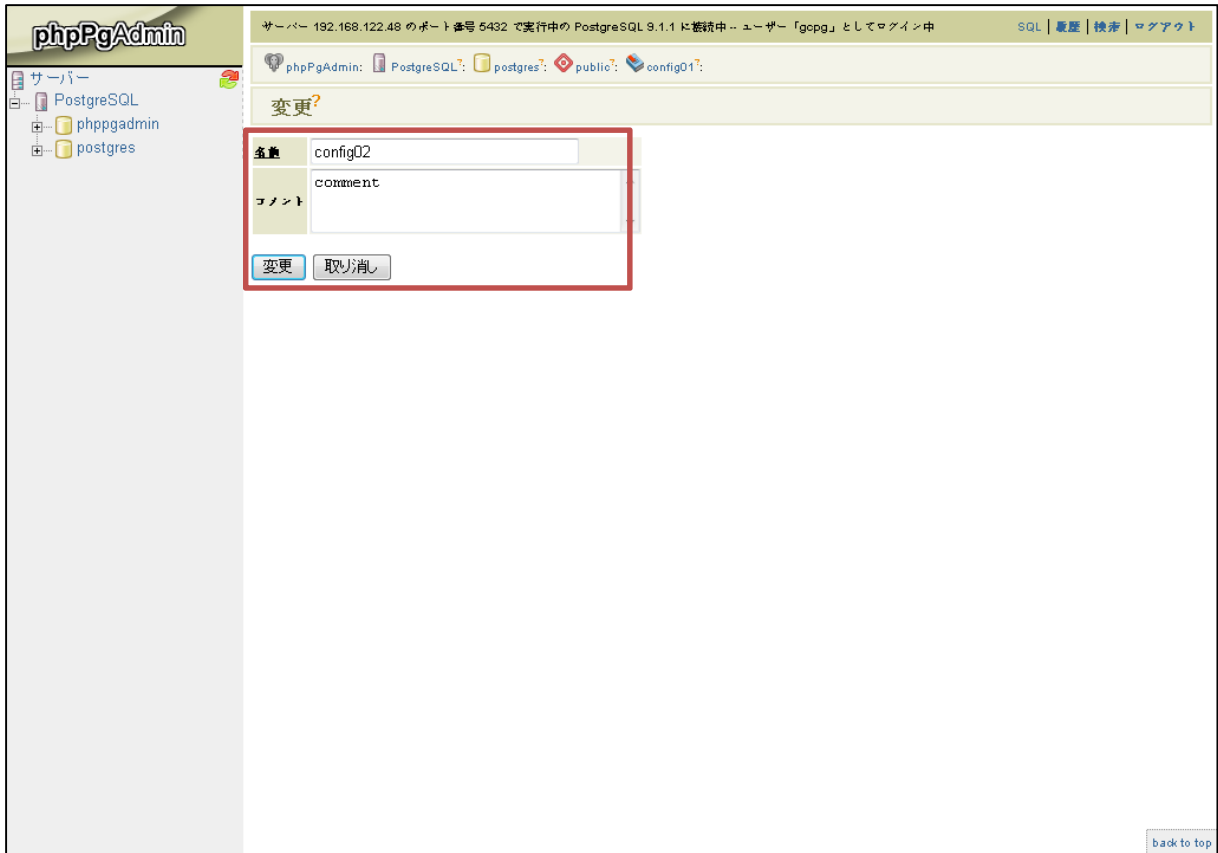 phpPgAdmin
サーバー
PostgreSQL
phppgadmin
postgres
サーバー 192.168.122.48 のポート番号 5432 で実行中の PostgreSQL 9.1.1 に接続中 -- ユーザー「gopg」としてログイン中
SQL | 履歴 | 検索 | ログアウト
phpPgAdmin: PostgreSQL?: postgres?: public?: config01?:
変更?
名前 config02
コメント comment
変更 取り消し
back to top